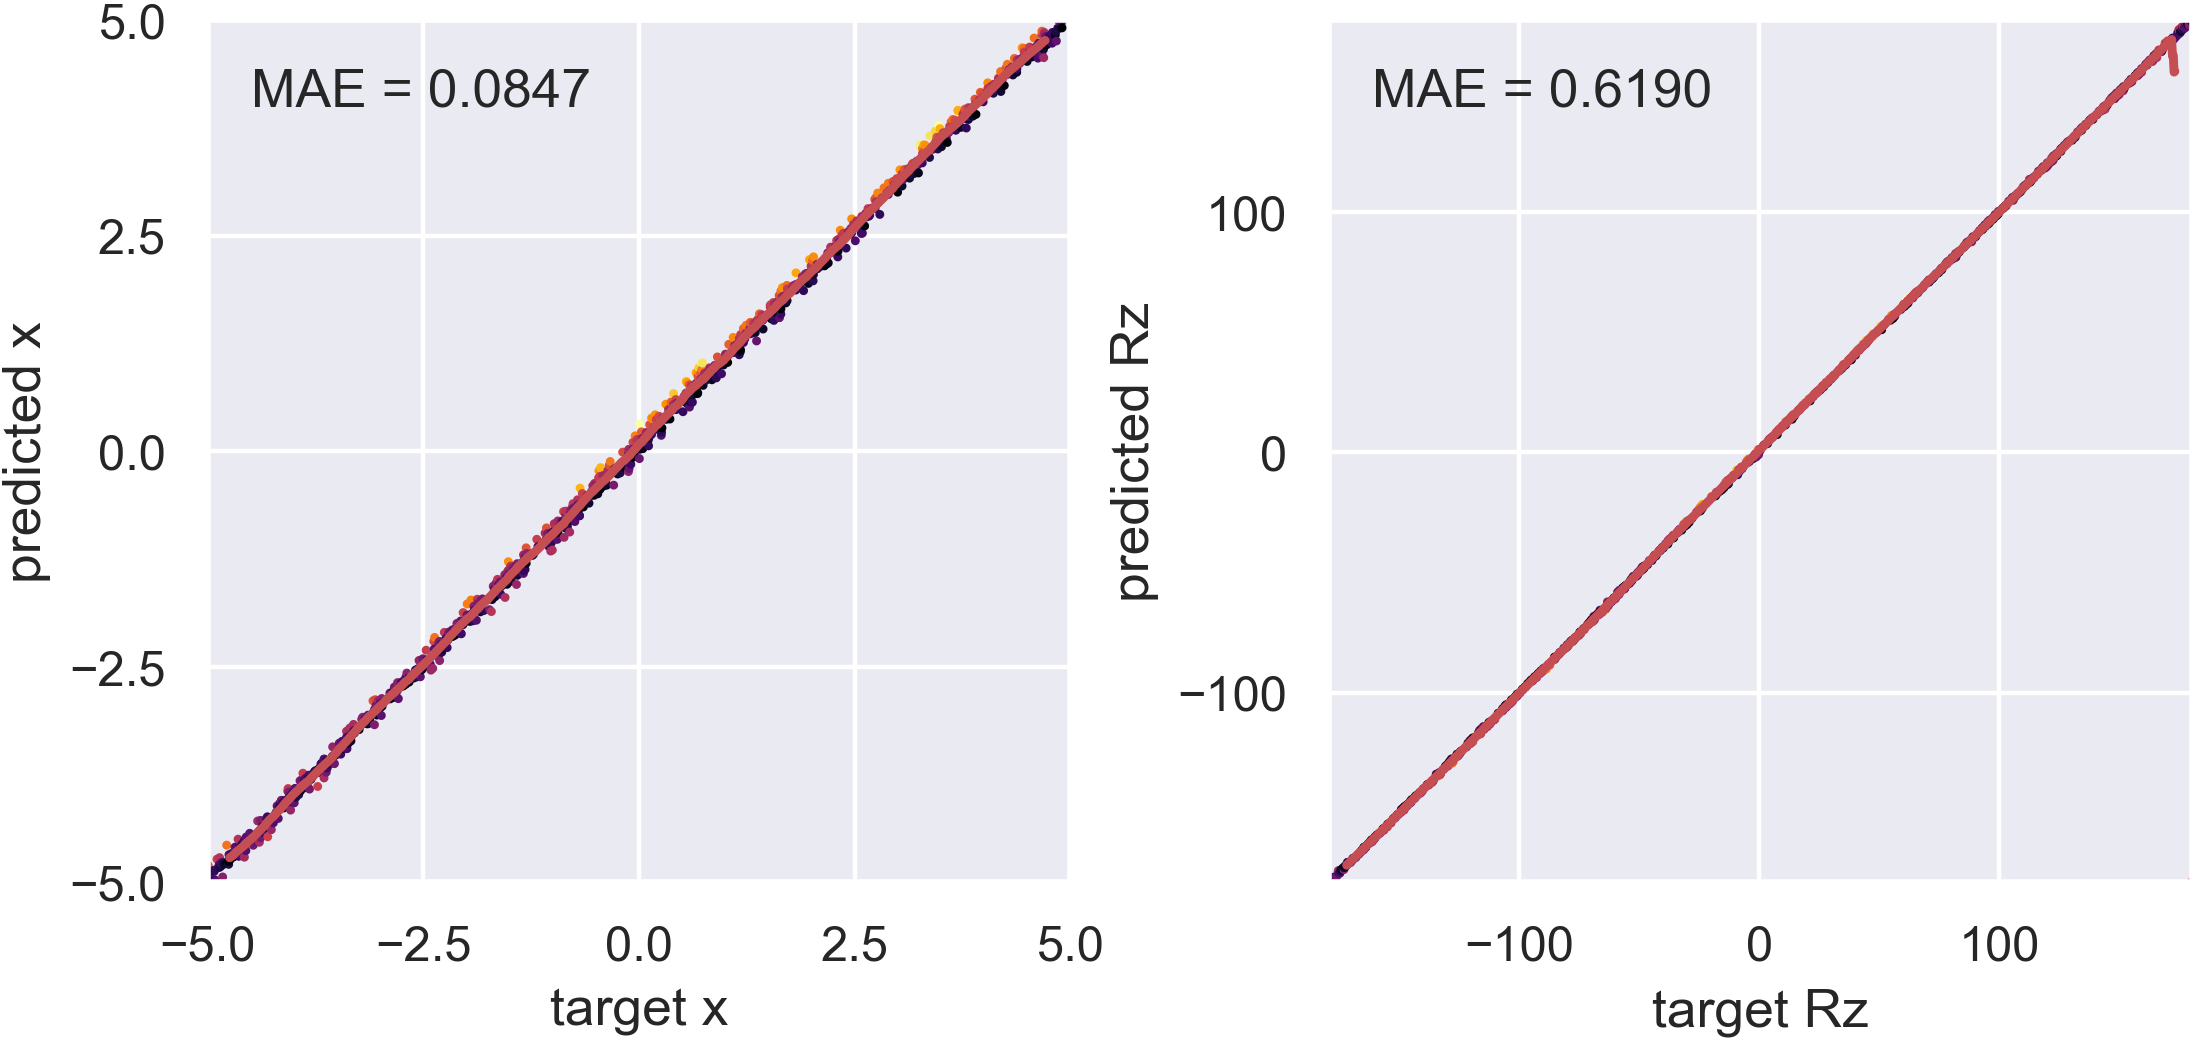 MAE = 0.0847
predicted x
5.0
2.5
0.0
−2.5
−5.0
−5.0 −2.5 0.0 2.5 5.0
target x
MAE = 0.6190
predicted Rz
100
0
−100
−100 0 100
target Rz